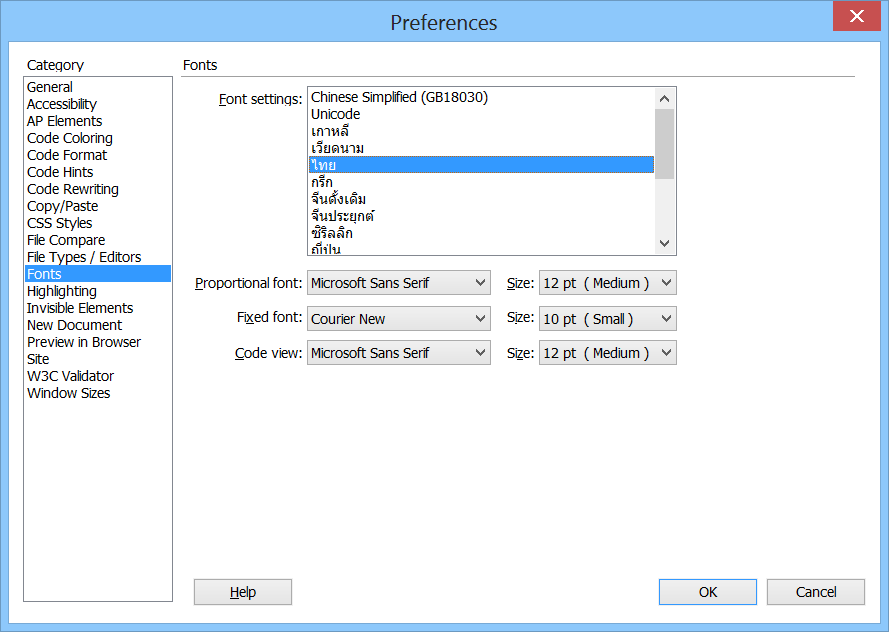 Preferences
Category
General
Accessibility
AP Elements
Code Coloring
Code Format
Code Hints
Code Rewriting
Copy/Paste
CSS Styles
File Compare
File Types / Editors
Fonts
Highlighting
Invisible Elements
New Document
Preview in Browser
Site
W3C Validator
Window Sizes
Fonts
Font settings:
Chinese Simplified (GB18030)
Unicode
เกาหลี
เวียดนาม
ไทย
กรีก
จีนดั้งเดิม
จีนประยุกต์
ซิริลลิก
ญี่ปุ่น
Proportional font: Microsoft Sans Serif Size: 12 pt ( Medium )
Fixed font: Courier New Size: 10 pt ( Small )
Code view: Microsoft Sans Serif Size: 12 pt ( Medium )
Help OK Cancel